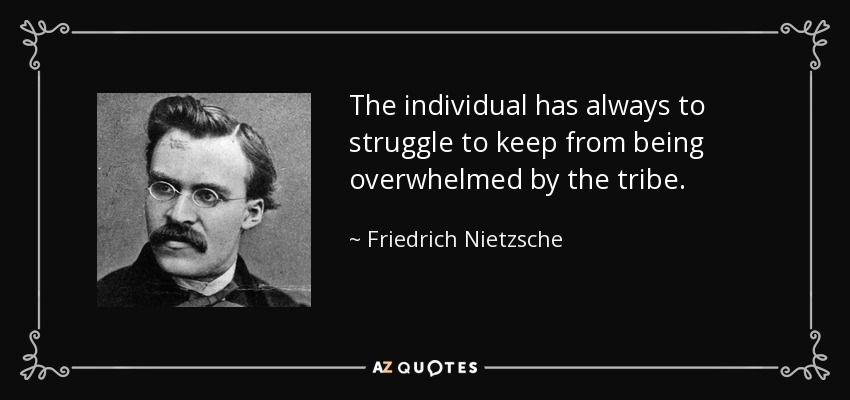 The individual has always to
struggle to keep from being
overwhelmed by the tribe.
~ Friedrich Nietzsche
AZ QUOTES